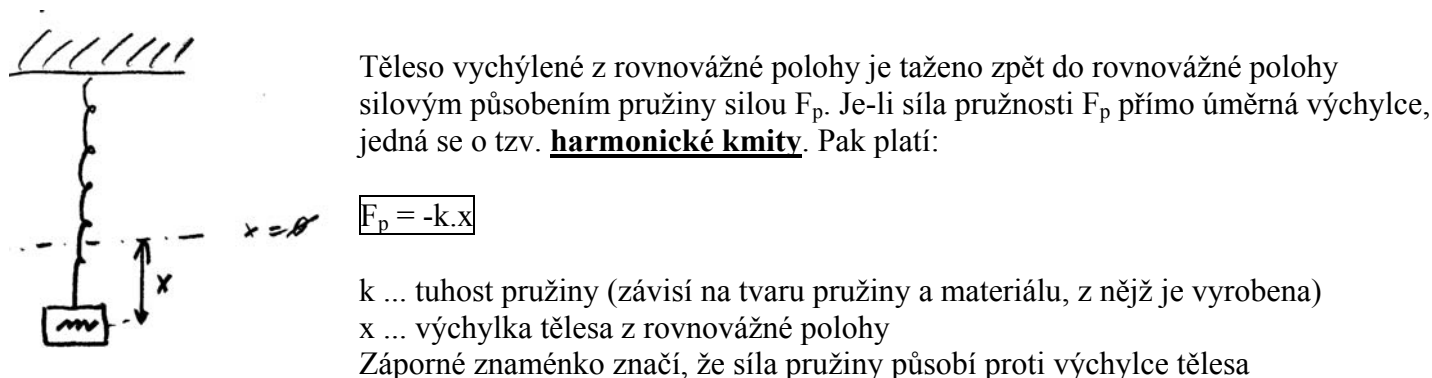 Těleso vychýlené z rovnovážné polohy je taženo zpět do rovnovážné polohy
silovým působením pružiny silou Fp. Je-li síla pružnosti Fp přímo úměrná výchylce,
jedná se o tzv. harmonické kmity. Pak platí:
x = 0
Fp = -k.x
x
m
k ... tuhost pružiny (závisí na tvaru pružiny a materiálu, z nějž je vyrobena)
x ... výchylka tělesa z rovnovážné polohy
Záporné znaménko značí, že síla pružiny působí proti výchylce tělesa